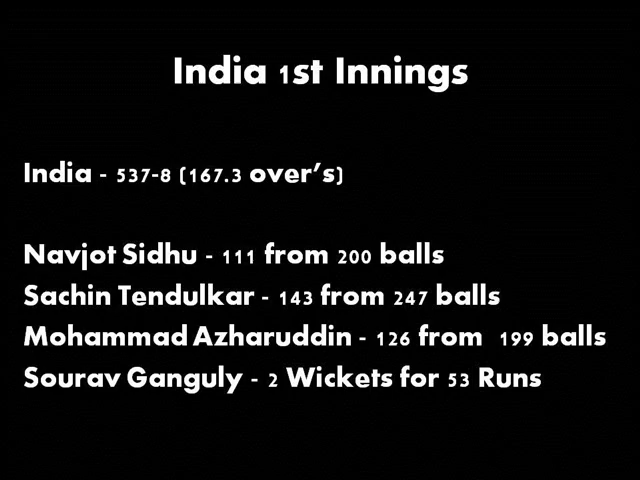 India 1st Innings
India - 537-8 (167.3 over's)
Navjot Sidhu - 111 from 200 balls
Sachin Tendulkar - 143 from 247 balls
Mohammad Azharuddin - 126 from 199 balls
Sourav Ganguly - 2 Wickets for 53 Runs